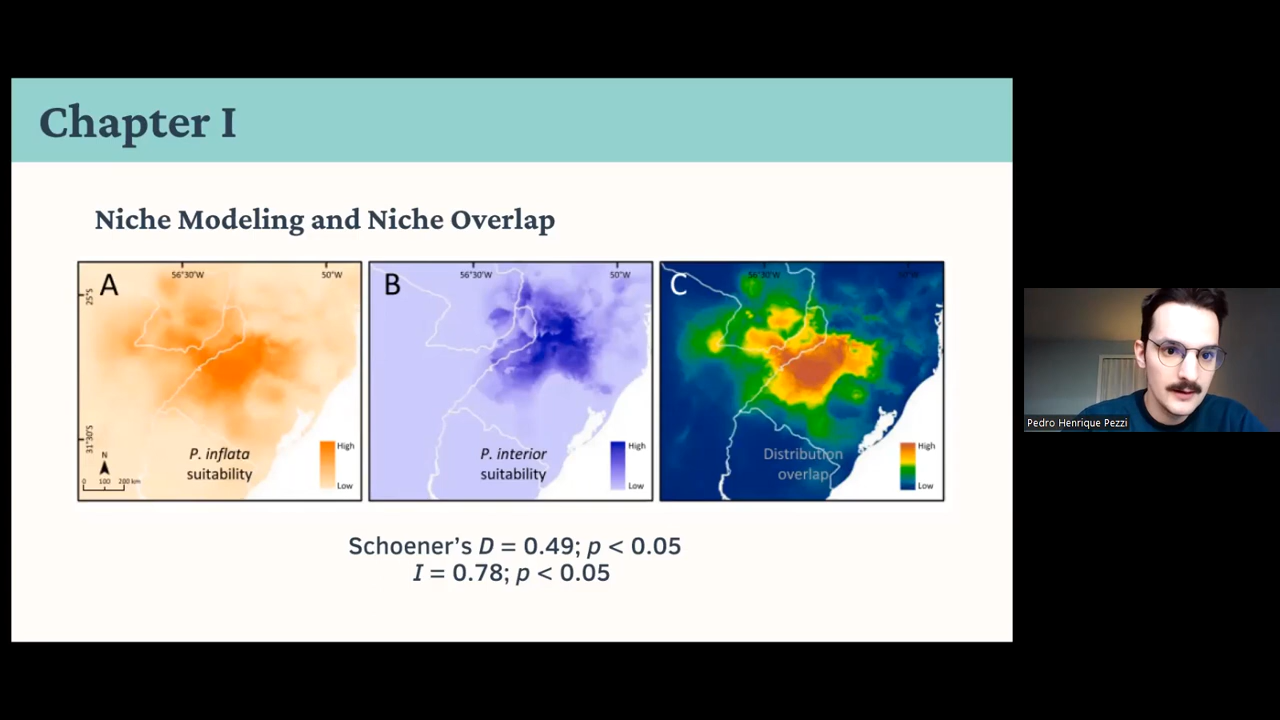 Chapter I
Niche Modeling and Niche Overlap
A
56°30'W
50°W
25°S
31°30'S
N
0 100 200 km
P. inflata
suitability
High
Low
B
56°30'W
50°W
P. interior
suitability
High
Low
C
56°30'W
Distribution
overlap
High
Low
Schoener's D = 0.49; p < 0.05
I = 0.78; p < 0.05
Pedro Henrique Pezzi